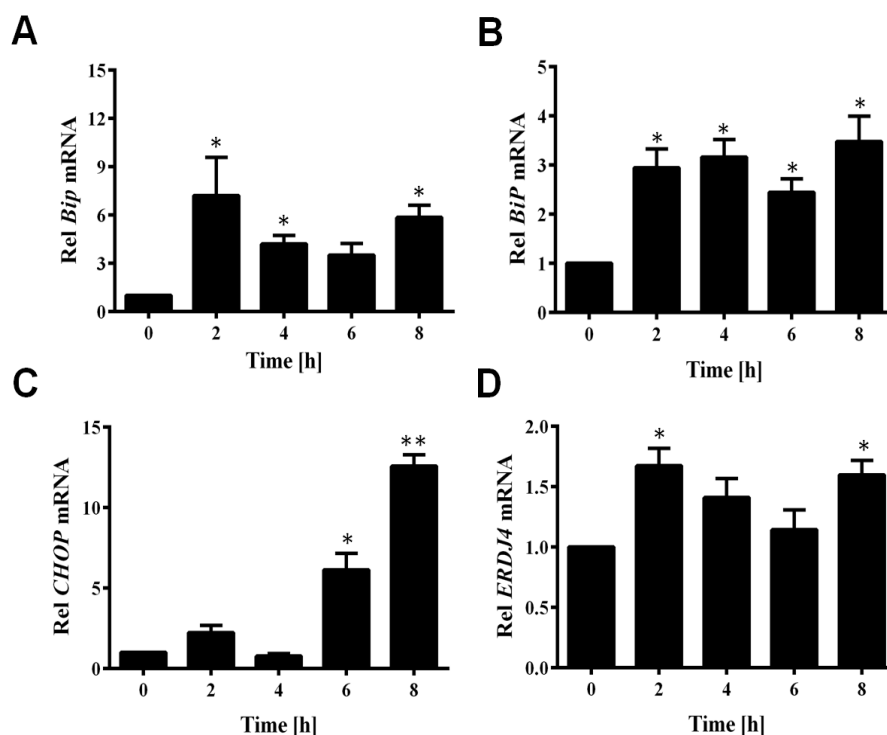 A
Rel Bip mRNA
15
12
9
6
3
0
*
*
*
0 2 4 6 8
Time [h]
B
Rel BiP mRNA
5
4
3
2
1
0
*
*
*
*
0 2 4 6 8
Time [h]
C
Rel CHOP mRNA
15
10
5
0
*
**
0 2 4 6 8
Time [h]
D
Rel ERDJ4 mRNA
2.0
1.5
1.0
0.5
0.0
*
*
0 2 4 6 8
Time [h]